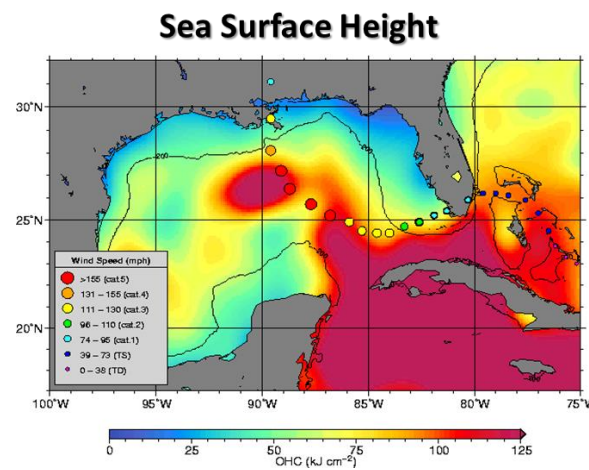 Sea Surface Height
30°N
25°N
20°N
Wind Speed (mph)
>155 (cat.5)
131 – 155 (cat.4)
111 – 130 (cat.3)
96 – 110 (cat.2)
74 – 95 (cat.1)
39 – 73 (TS)
0 – 38 (TD)
100°W 95°W 90°W 85°W 80°W 75°W
0 25 50 75 100 125
OHC (kJ cm⁻²)